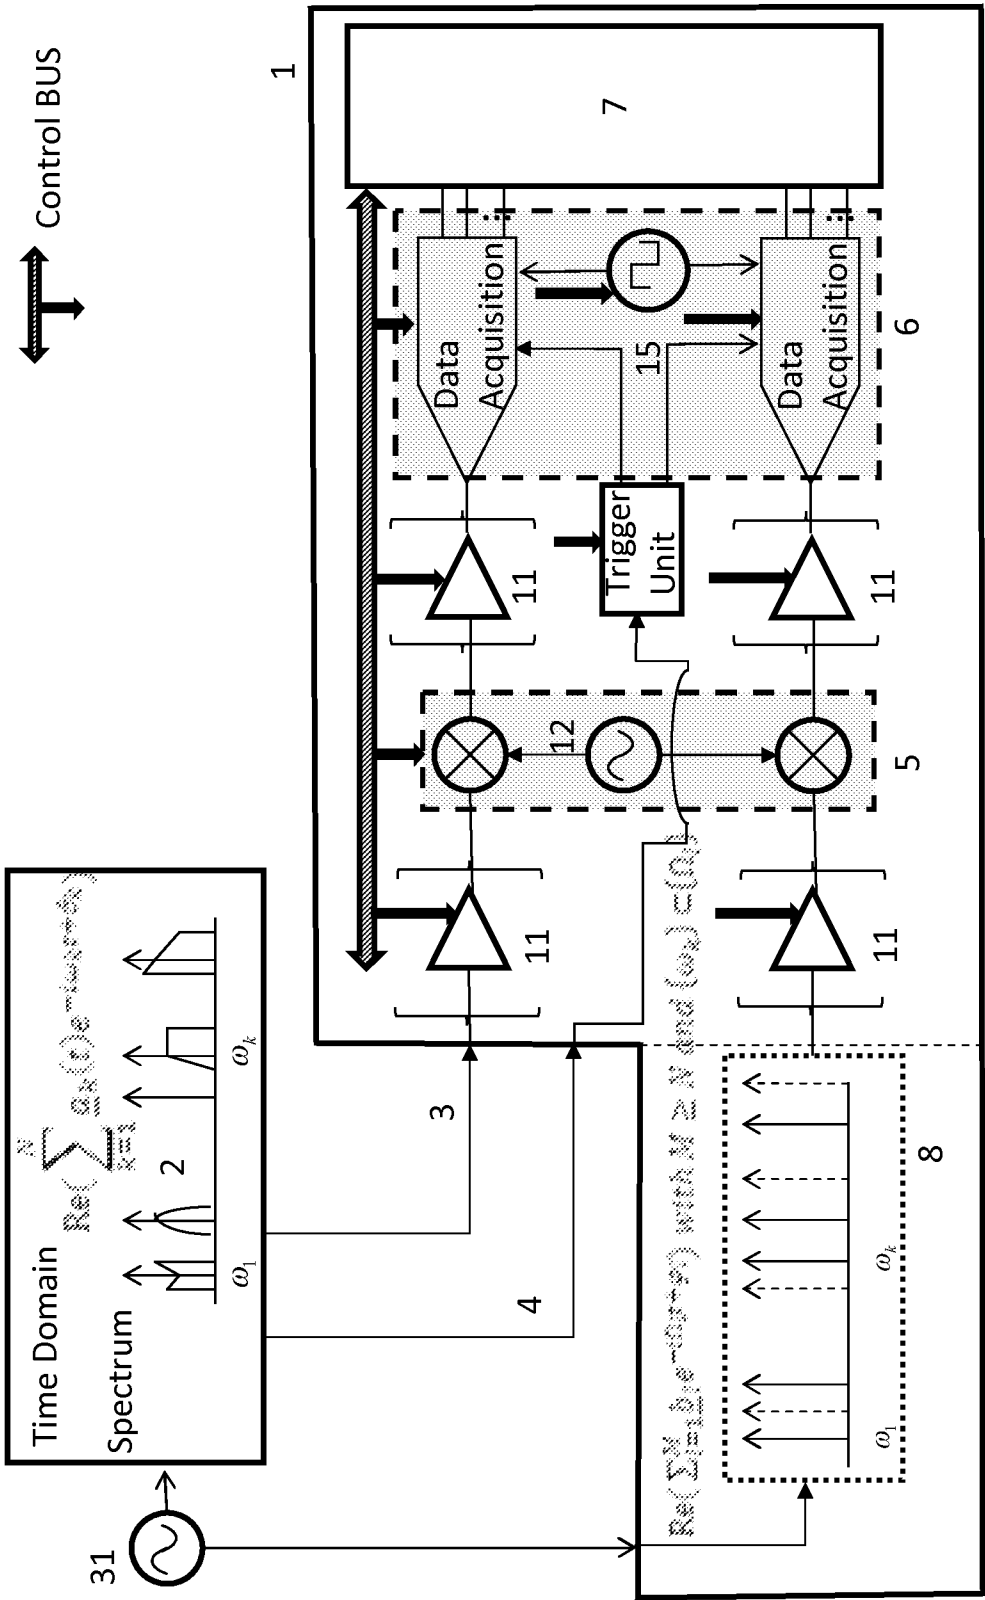 Control BUS
1
7
Data
Acquisition
Data
Acquisition
15
6
Trigger
Unit
11
11
12
5
11
11
Time Domain
Spectrum
2
ω₁
ωₖ
3
4
31
8
ω₁
ωₖ